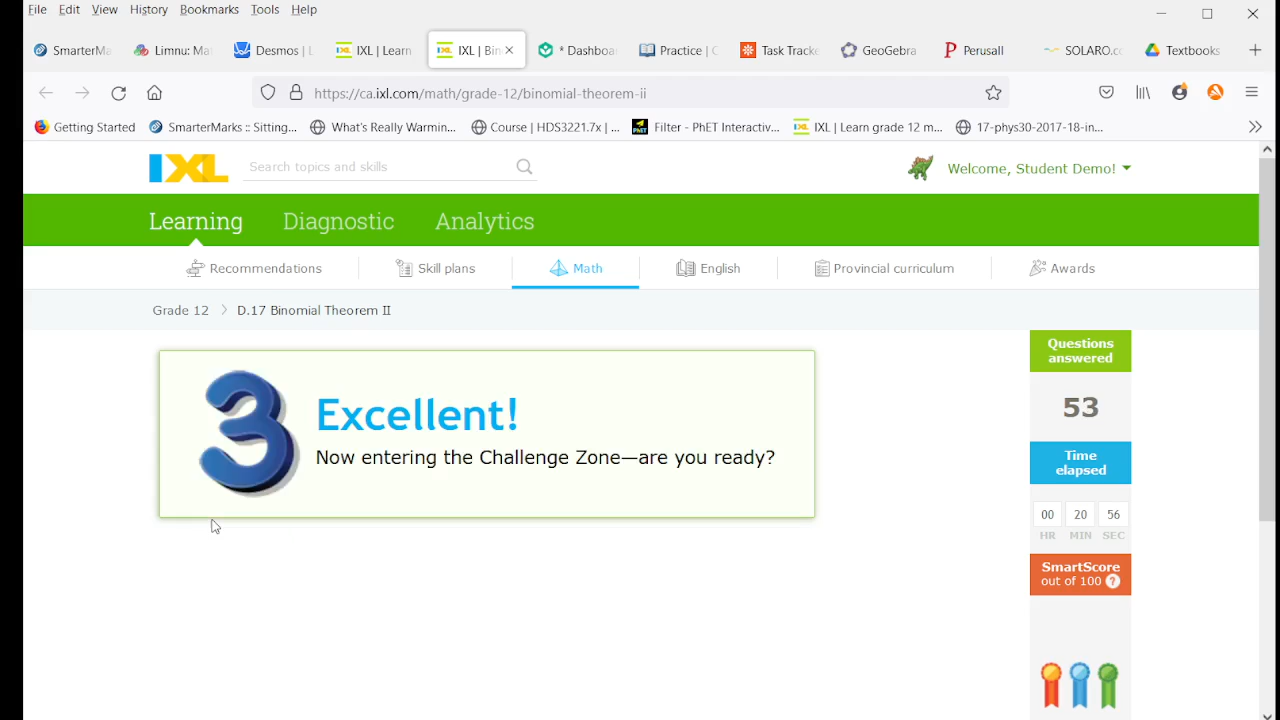 File Edit View History Bookmarks Tools Help
SmarterMa Limnu: Ma Desmos | L IXL | Learn IXL | Bin * Dashboa Practice | C Task Tracke GeoGebra Perusall SOLARO.co Textbooks
https://ca.ixl.com/math/grade-12/binomial-theorem-ii
Getting Started SmarterMarks :: Sitting... What's Really Warmin... Course | HDS3221.7x | ... Filter - PhET Interactiv... IXL | Learn grade 12 m... 17-phys30-2017-18-in...
IXL Search topics and skills Welcome, Student Demo!
Learning Diagnostic Analytics
Recommendations Skill plans Math English Provincial curriculum Awards
Grade 12 D.17 Binomial Theorem II
Questions
answered
53
3 Excellent!
Now entering the Challenge Zone—are you ready?
Time
elapsed
00 20 56
HR MIN SEC
SmartScore
out of 100 ?